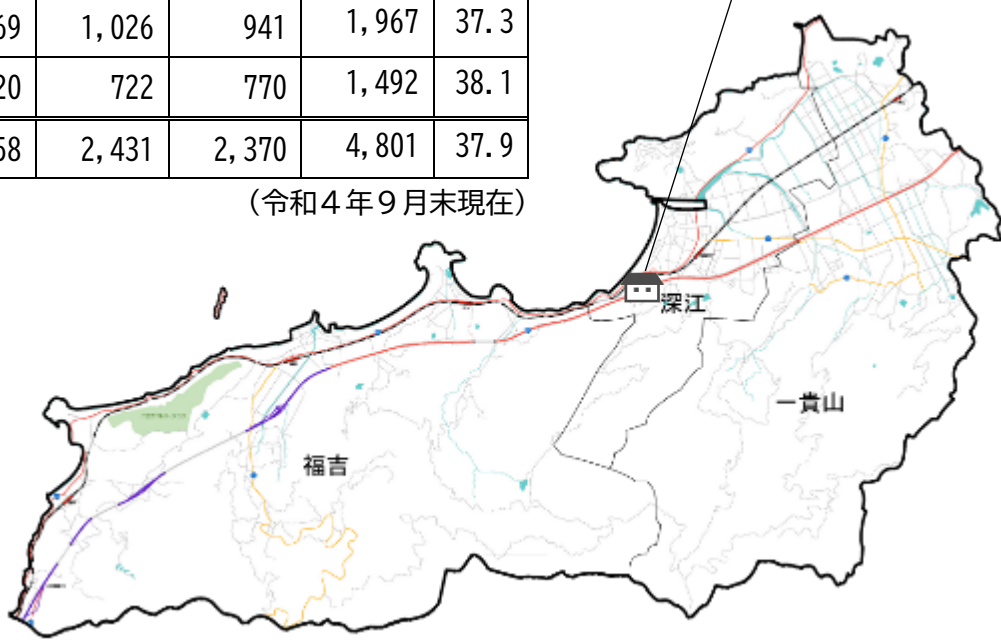 69 1,026 941 1,967 37.3
20 722 770 1,492 38.1
58 2,431 2,370 4,801 37.9
（令和４年９月末現在）
深江
一貴山
福吉